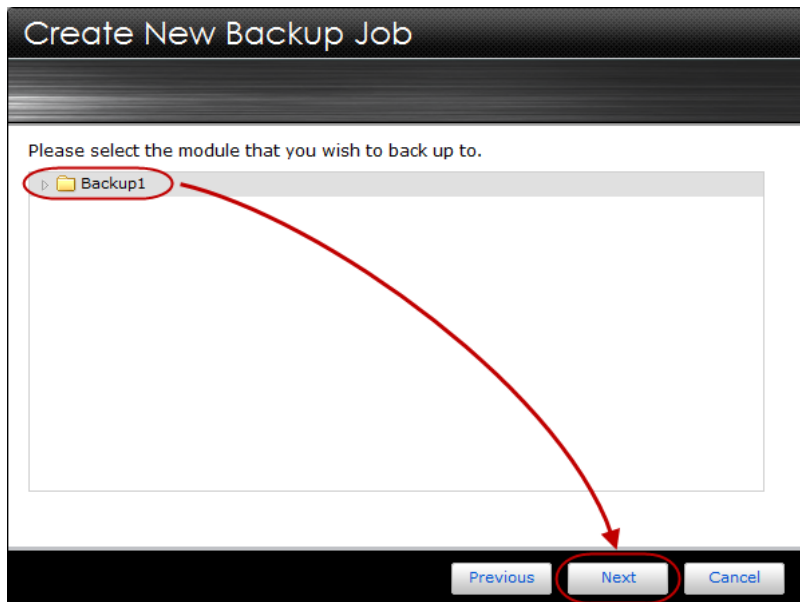 Create New Backup Job
Please select the module that you wish to back up to.
Backup1
Previous Next Cancel